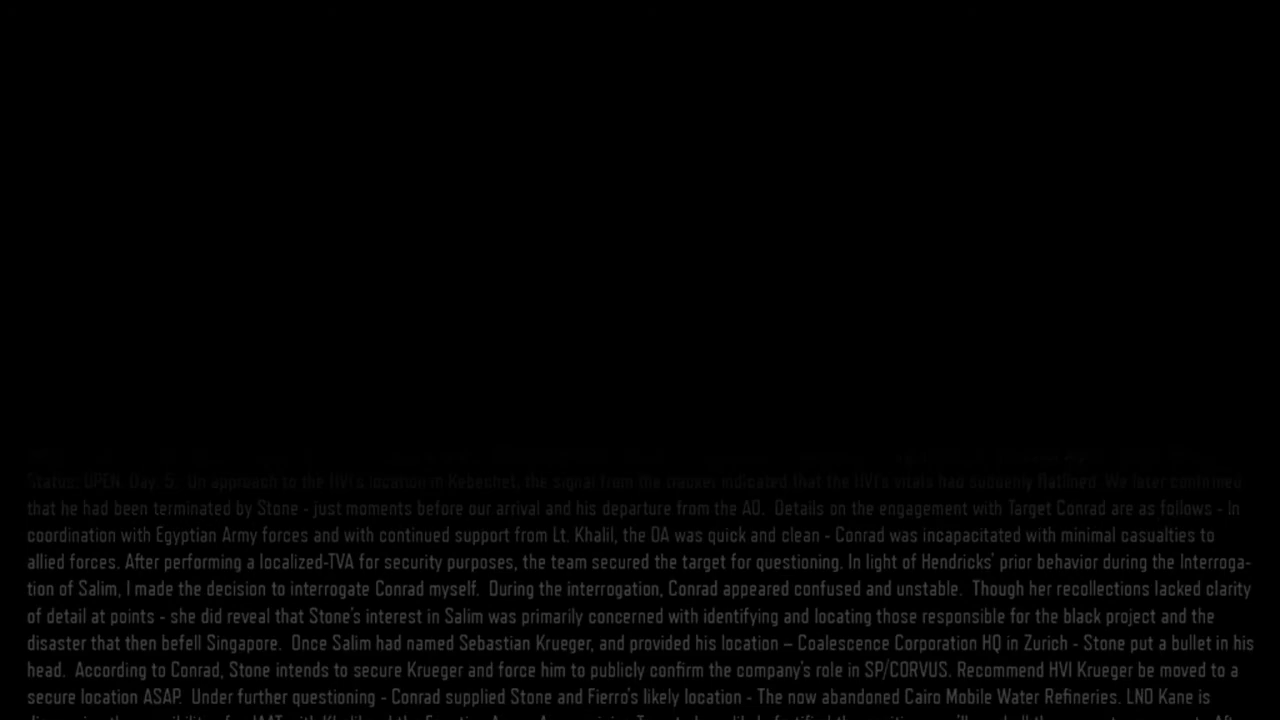 Status: OPEN. Day. 5: On approach to the HVI's location in Kebechet, the signal from the mauxet indicated that the HVI's vitals had suddenly flatlined. We later confirmed
that he had been terminated by Stone - just moments before our arrival and his departure from the AO. Details on the engagement with Target Conrad are as follows - In
coordination with Egyptian Army forces and with continued support from Lt. Khalil, the DA was quick and clean - Conrad was incapacitated with minimal casualties to
allied forces. After performing a localized-TVA for security purposes, the team secured the target for questioning. In light of Hendricks' prior behavior during the Interroga-
tion of Salim, I made the decision to interrogate Conrad myself. During the interrogation, Conrad appeared confused and unstable. Though her recollections lacked clarity
of detail at points - she did reveal that Stone's interest in Salim was primarily concerned with identifying and locating those responsible for the black project and the
disaster that then befell Singapore. Once Salim had named Sebastian Krueger, and provided his location – Coalescence Corporation HQ in Zurich - Stone put a bullet in his
head. According to Conrad, Stone intends to secure Krueger and force him to publicly confirm the company's role in SP/CORVUS. Recommend HVI Krueger be moved to a
secure location ASAP. Under further questioning - Conrad supplied Stone and Fierro's likely location - The now abandoned Cairo Mobile Water Refineries. LNO Kane is